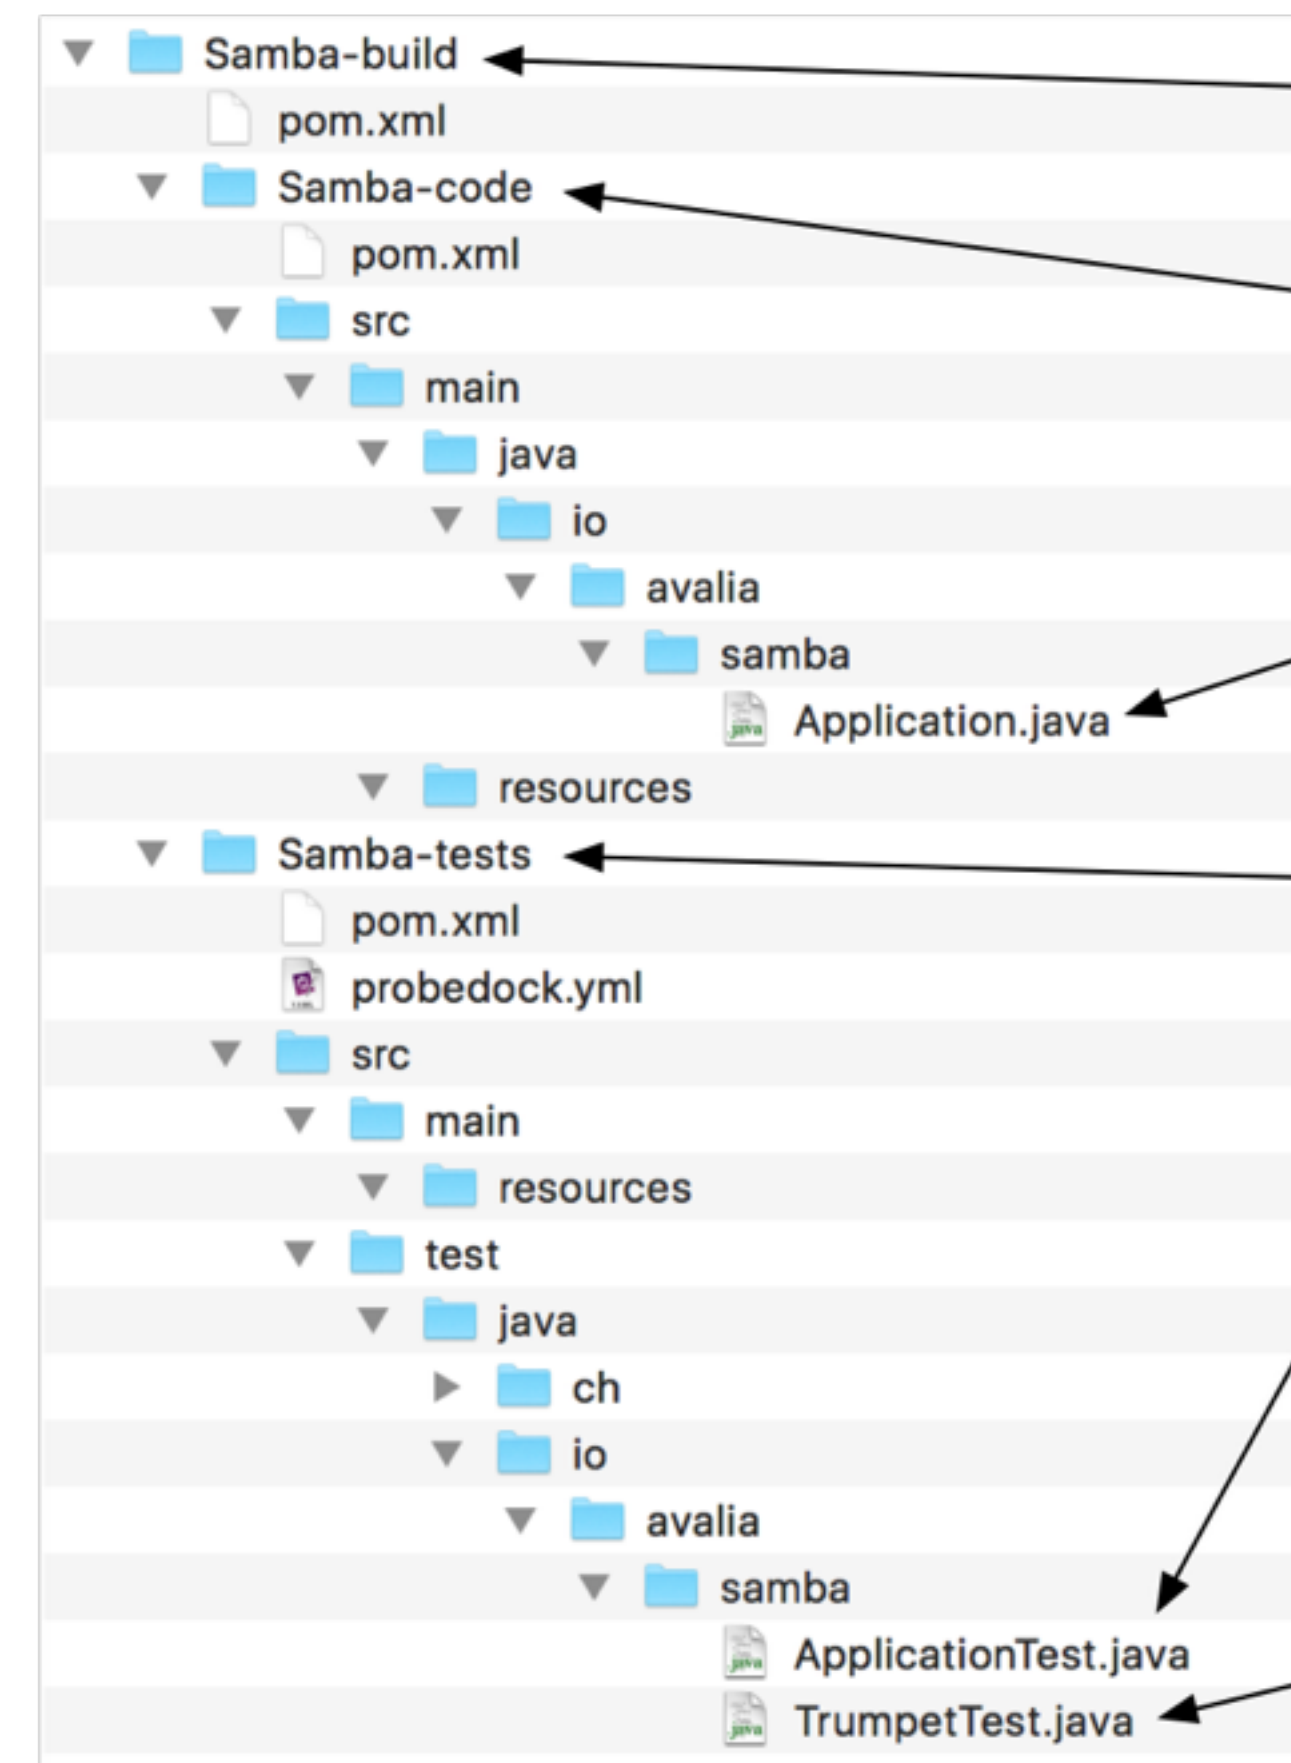 Samba-build
pom.xml
Samba-code
pom.xml
src
main
java
io
avalia
samba
Application.java
resources
Samba-tests
pom.xml
probedock.yml
src
main
resources
test
java
ch
io
avalia
samba
ApplicationTest.java
TrumpetTest.java